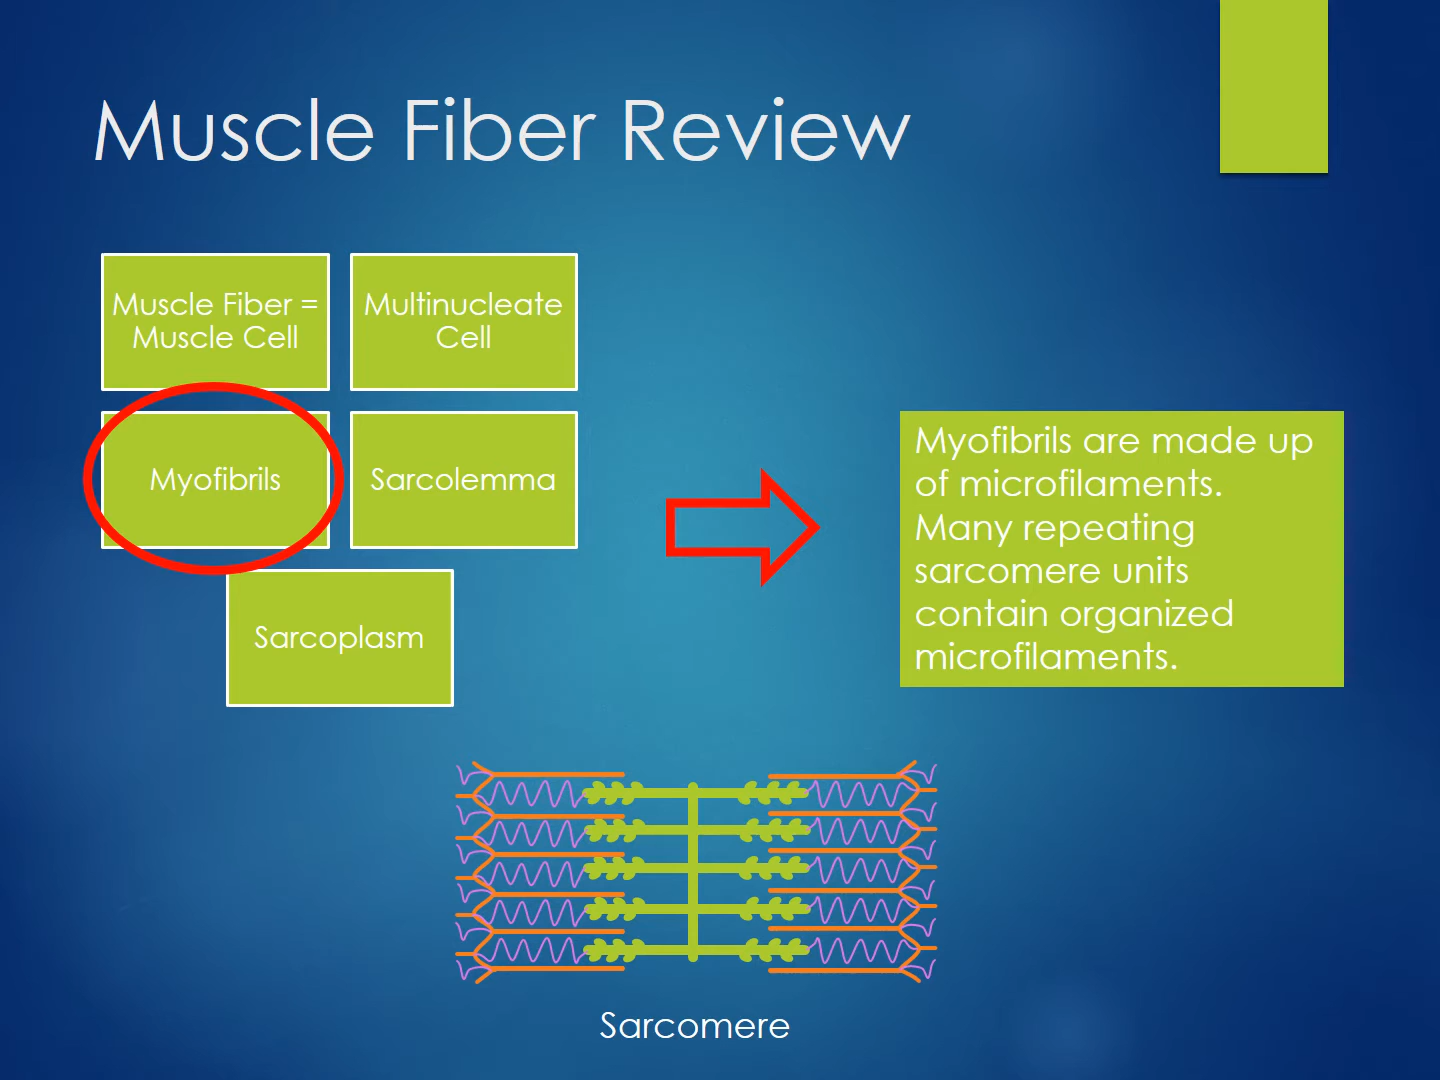 Muscle Fiber Review
Muscle Fiber =
Muscle Cell
Multinucleate
Cell
Myofibrils
Sarcolemma
Sarcoplasm
Myofibrils are made up
of microfilaments.
Many repeating
sarcomere units
contain organized
microfilaments.
Sarcomere